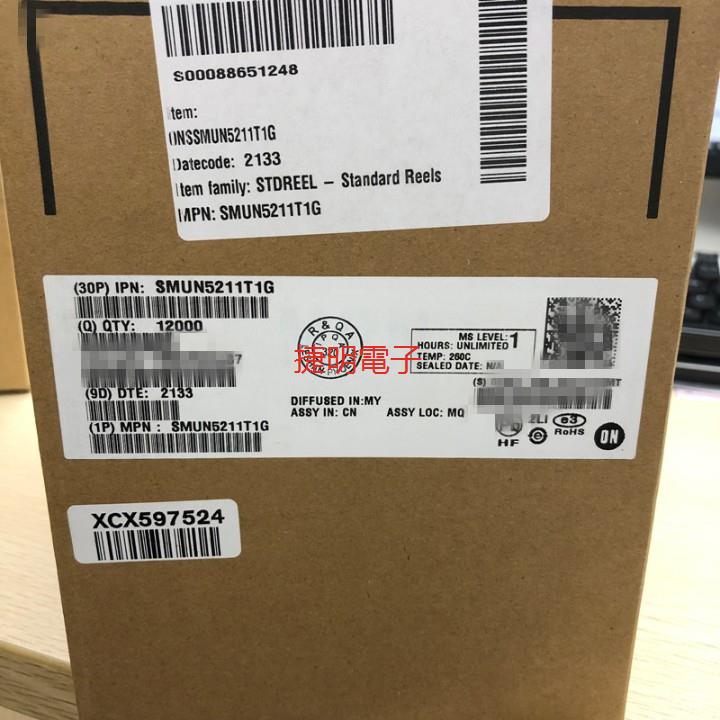 S00088651248
Item:
ONSSMUN5211T1G
Datecode: 2133
Item family: STDREEL - Standard Reels
MPN: SMUN5211T1G
(30P) IPN: SMUN5211T1G
(Q) QTY: 12000
(9D) DTE: 2133
(1P) MPN : SMUN5211T1G
R & QA
捷明電子
MS LEVEL: 1
HOURS: UNLIMITED
TEMP: 260C
SEALED DATE: N/A
DIFFUSED IN:MY
ASSY IN: CN ASSY LOC: MQ
(S)
2LI
e3
HF
e
RoHS
ON
XCX597524